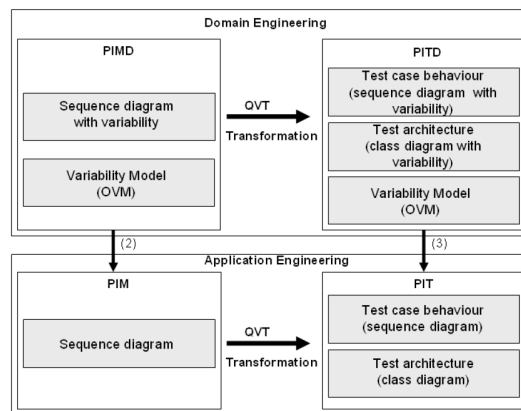 Domain Engineering
PIMD
Sequence diagram
with variability
Variability Model
(OVM)
QVT
Transformation
PITD
Test case behaviour
(sequence diagram with
variability)
Test architecture
(class diagram with
variability)
Variability Model
(OVM)
(2)
(3)
Application Engineering
PIM
Sequence diagram
QVT
Transformation
PIT
Test case behaviour
(sequence diagram)
Test architecture
(class diagram)